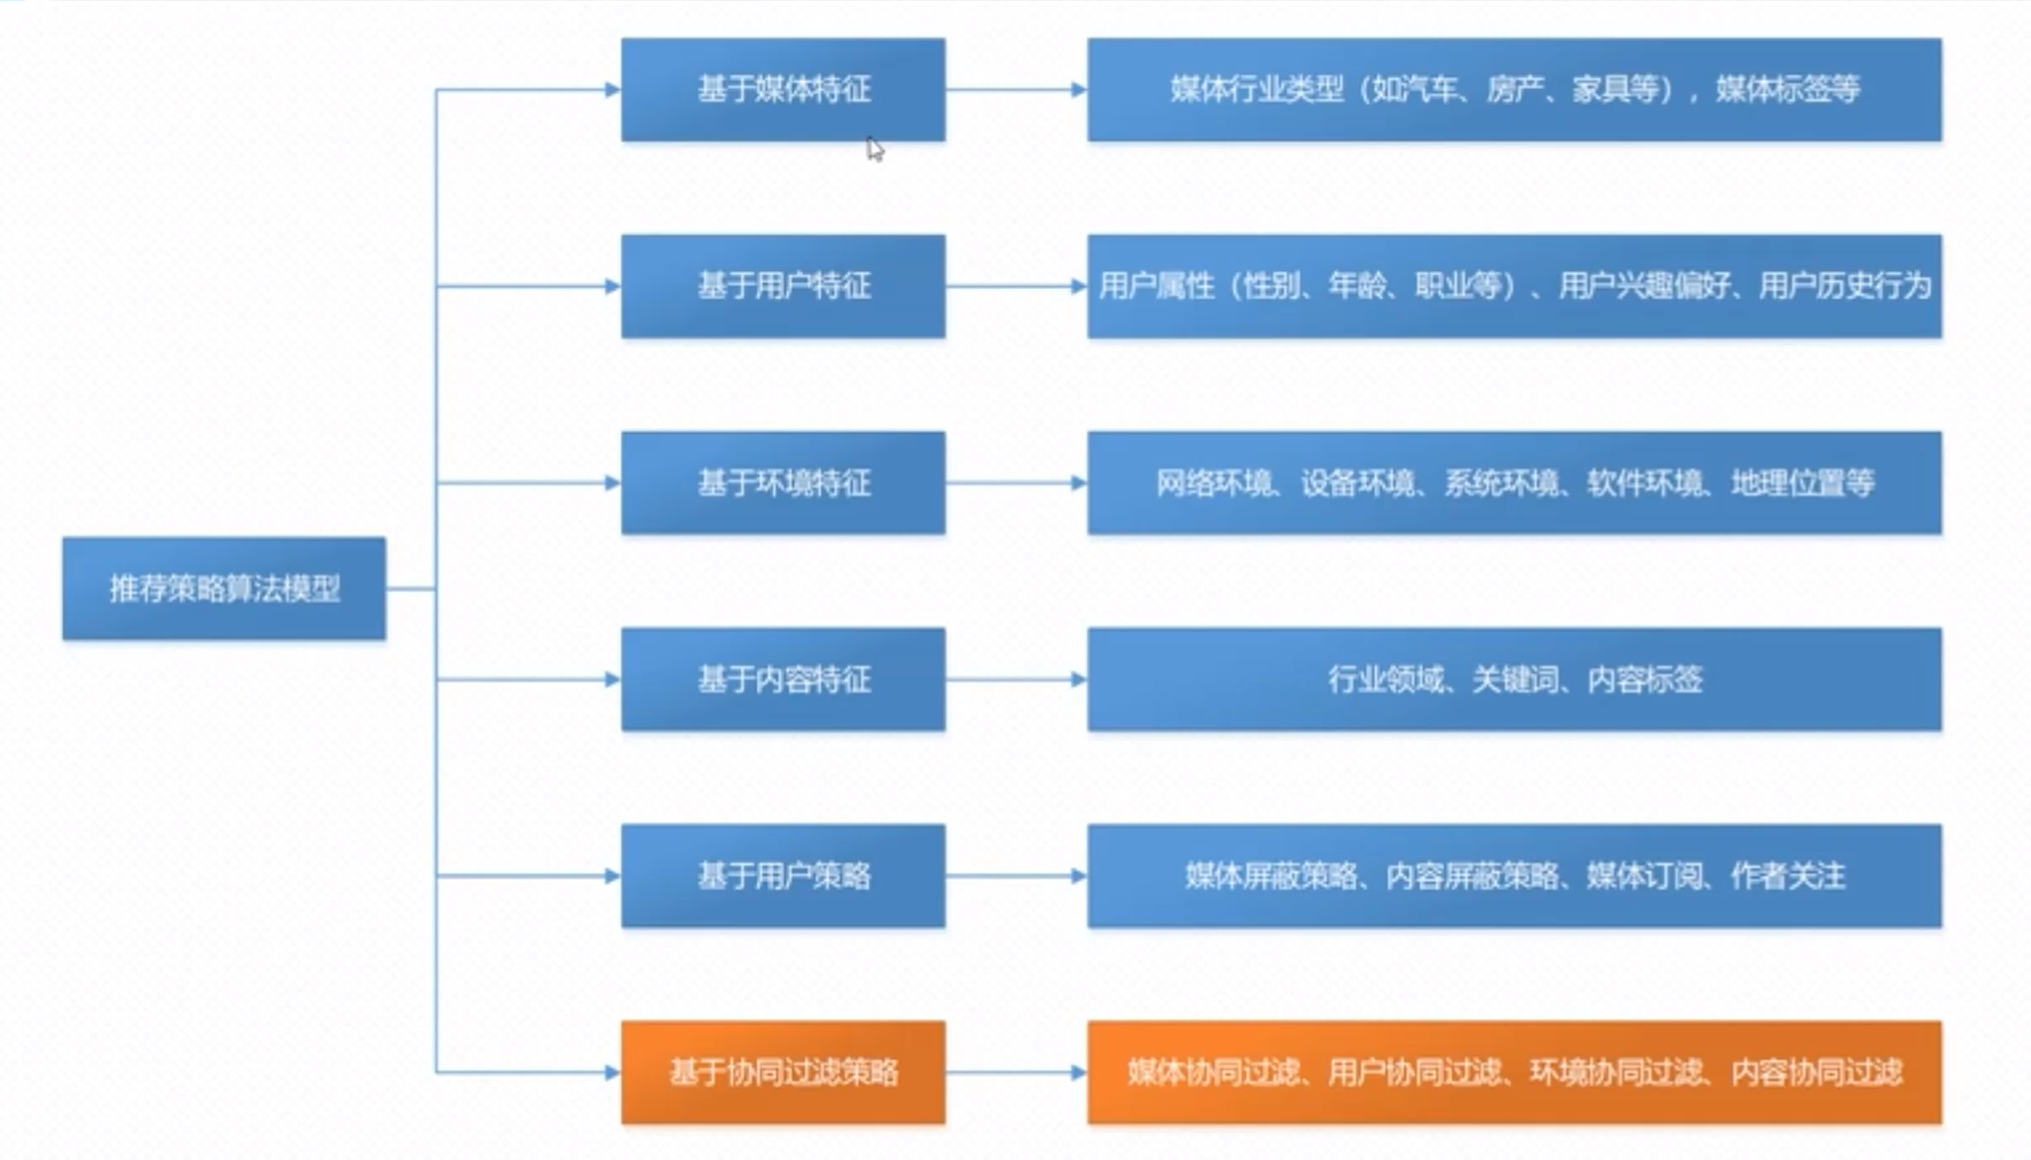 基于媒体特征
媒体行业类型（如汽车、房产、家具等），媒体标签等
基于用户特征
用户属性（性别、年龄、职业等）、用户兴趣偏好、用户历史行为
基于环境特征
网络环境、设备环境、系统环境、软件环境、地理位置等
推荐策略算法模型
基于内容特征
行业领域、关键词、内容标签
基于用户策略
媒体屏蔽策略、内容屏蔽策略、媒体订阅、作者关注
基于协同过滤策略
媒体协同过滤、用户协同过滤、环境协同过滤、内容协同过滤